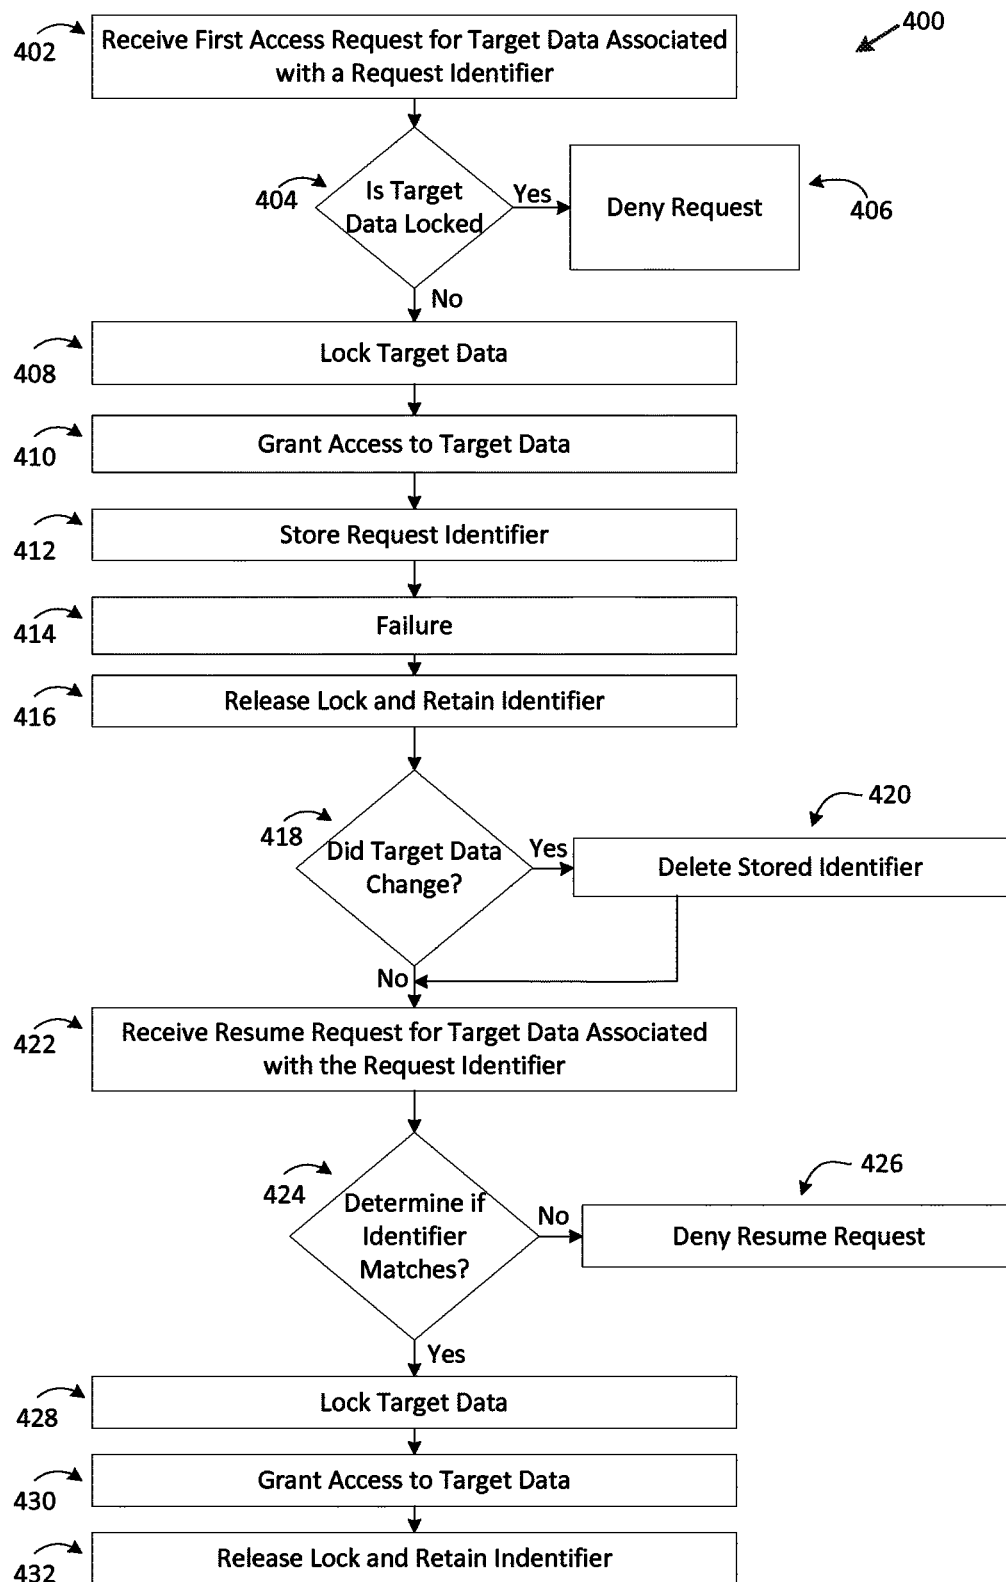 400
402
Receive First Access Request for Target Data Associated
with a Request Identifier
404
Is Target
Data Locked
Yes
Deny Request
406
No
408
Lock Target Data
410
Grant Access to Target Data
412
Store Request Identifier
414
Failure
416
Release Lock and Retain Identifier
418
Did Target Data
Change?
Yes
420
Delete Stored Identifier
No
422
Receive Resume Request for Target Data Associated
with the Request Identifier
424
Determine if
Identifier
Matches?
No
426
Deny Resume Request
Yes
428
Lock Target Data
430
Grant Access to Target Data
432
Release Lock and Retain Indentifier